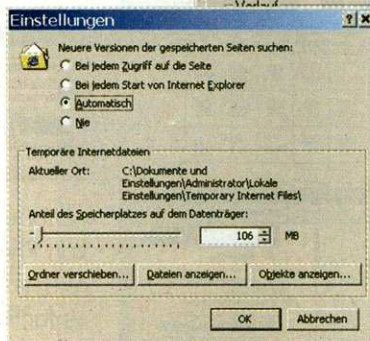 Verlauf
Einstellungen
Neuere Versionen der gespeicherten Seiten suchen:
Bei jedem Zugriff auf die Seite
Bei jedem Start von Internet Explorer
Automatisch
Nie
Temporäre Internetdateien
Aktueller Ort: C:\Dokumente und
Einstellungen\Administrator\Lokale
Einstellungen\Temporary Internet Files\
Anteil des Speicherplatzes auf dem Datenträger:
106 MB
Ordner verschieben... Dateien anzeigen... Objekte anzeigen...
OK Abbrechen